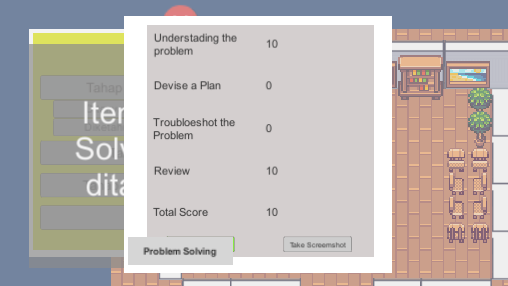 Understading the
problem
10
Devise a Plan
0
Troubloeshot the
Problem
0
Review
10
Total Score
10
Take Screemshot
Problem Solving
Tahap
Iter
Solv
dita